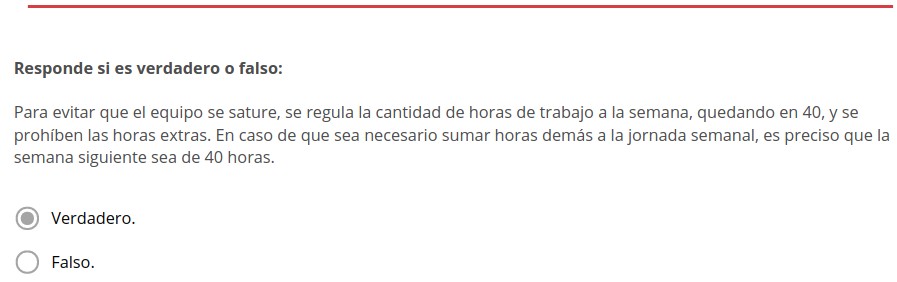 Responde si es verdadero o falso:
Para evitar que el equipo se sature, se regula la cantidad de horas de trabajo a la semana, quedando en 40, y se
prohíben las horas extras. En caso de que sea necesario sumar horas demás a la jornada semanal, es preciso que la
semana siguiente sea de 40 horas.
Verdadero.
Falso.